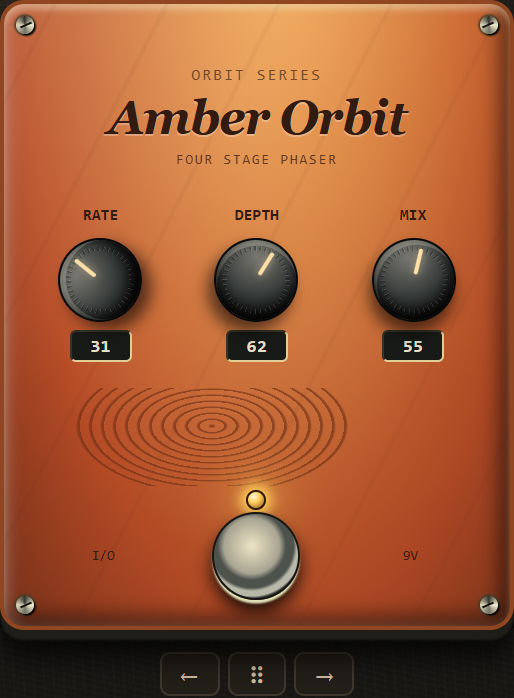 ORBIT SERIES
Amber Orbit
FOUR STAGE PHASER
RATE DEPTH MIX
31 62 55
I/O 9V
← ⠿ →